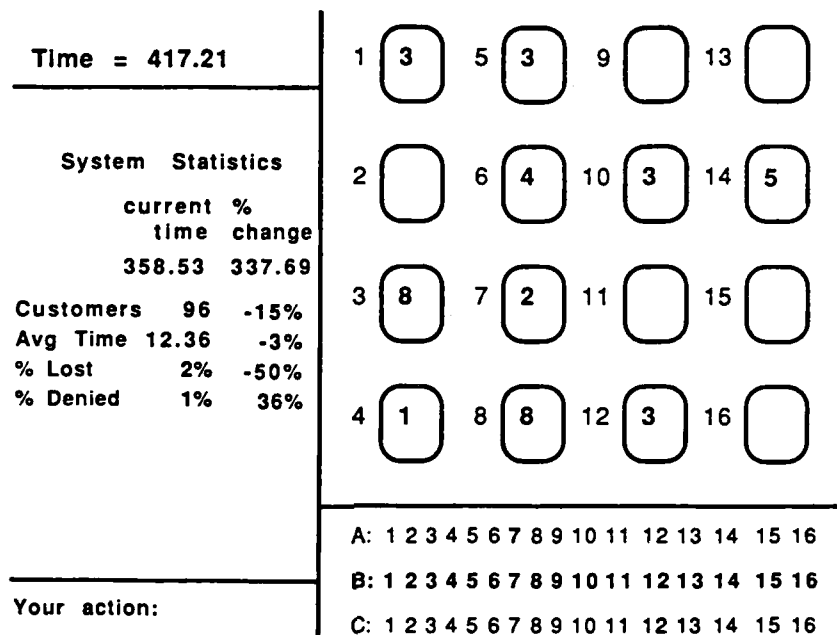 Time = 417.21
System Statistics
current %
time change
358.53 337.69
Customers 96 -15%
Avg Time 12.36 -3%
% Lost 2% -50%
% Denied 1% 36%
Your action:
1 3 5 3 9 13
2 6 4 10 3 14 5
3 8 7 2 11 15
4 1 8 8 12 3 16
A: 1 2 3 4 5 6 7 8 9 10 11 12 13 14 15 16
B: 1 2 3 4 5 6 7 8 9 10 11 12 13 14 15 16
C: 1 2 3 4 5 6 7 8 9 10 11 12 13 14 15 16